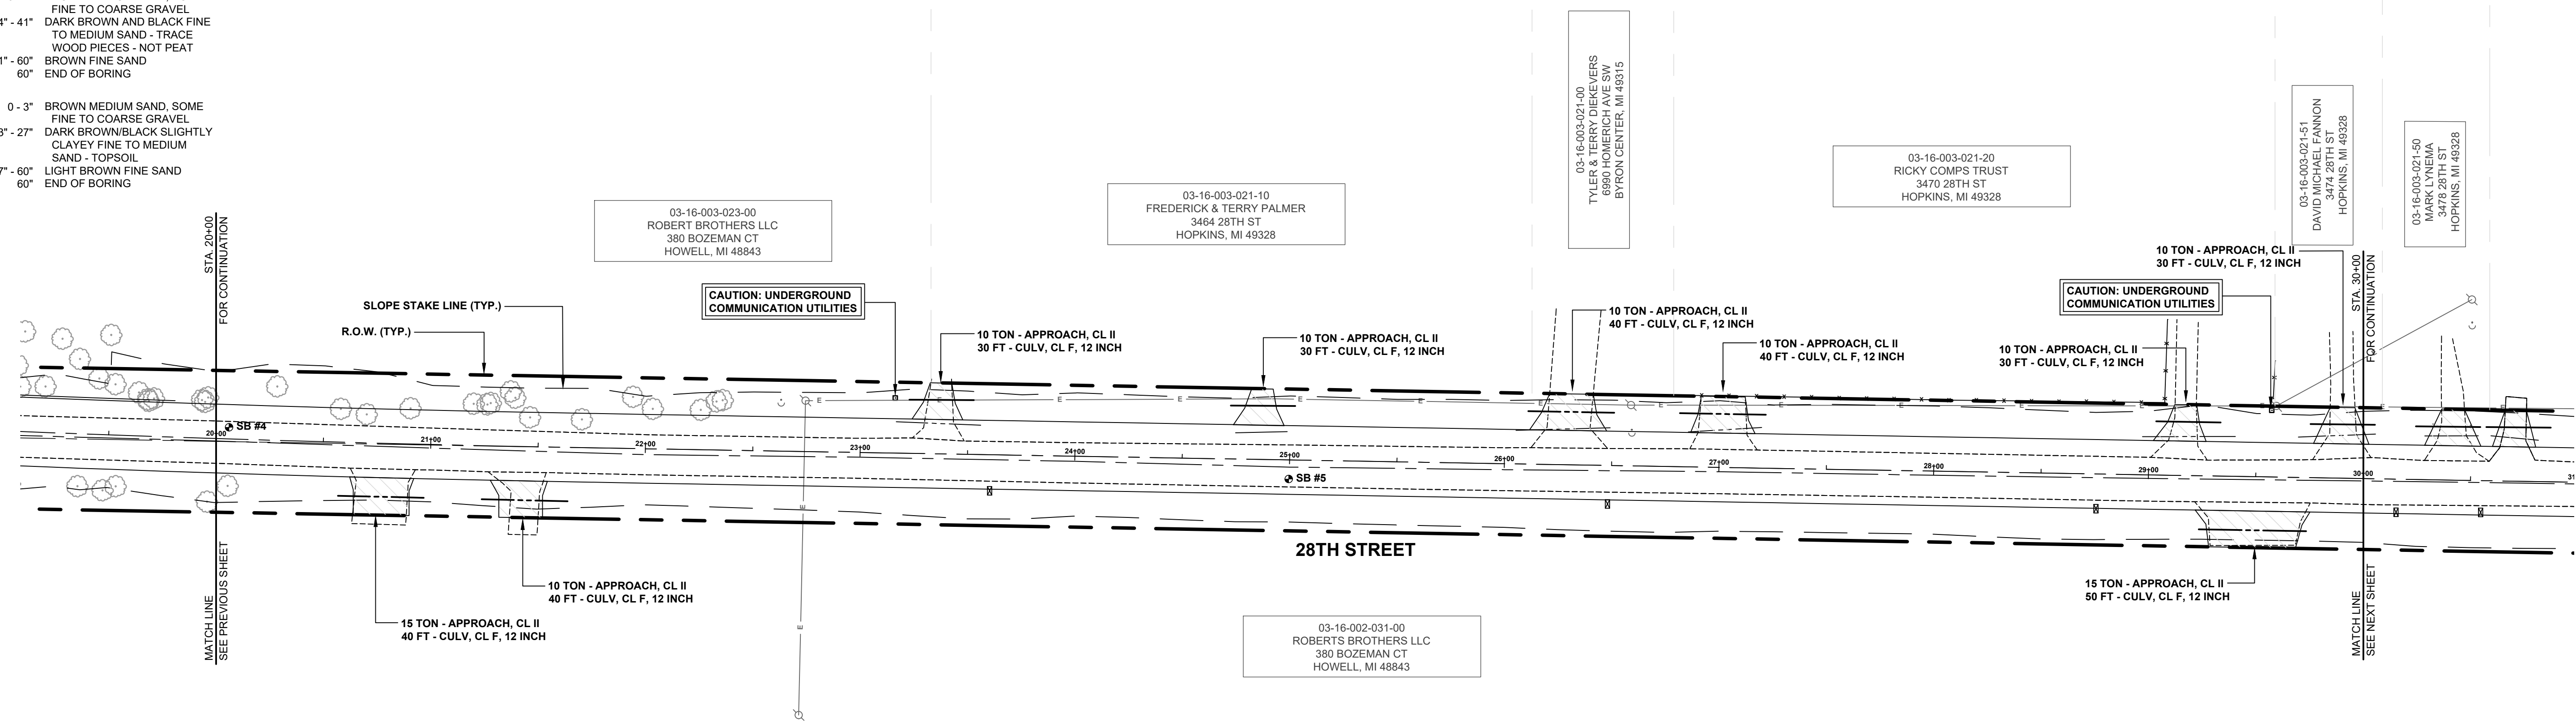 FINE TO COARSE GRAVEL
4" - 41" DARK BROWN AND BLACK FINE
TO MEDIUM SAND - TRACE
WOOD PIECES - NOT PEAT
1" - 60" BROWN FINE SAND
60" END OF BORING
0 - 3" BROWN MEDIUM SAND, SOME
FINE TO COARSE GRAVEL
3" - 27" DARK BROWN/BLACK SLIGHTLY
CLAYEY FINE TO MEDIUM
SAND - TOPSOIL
7" - 60" LIGHT BROWN FINE SAND
60" END OF BORING
STA. 20+00
FOR CONTINUATION
MATCH LINE
SEE PREVIOUS SHEET
SLOPE STAKE LINE (TYP.)
R.O.W. (TYP.)
03-16-003-023-00
ROBERT BROTHERS LLC
380 BOZEMAN CT
HOWELL, MI 48843
CAUTION: UNDERGROUND
COMMUNICATION UTILITIES
10 TON - APPROACH, CL II
30 FT - CULV, CL F, 12 INCH
03-16-003-021-10
FREDERICK & TERRY PALMER
3464 28TH ST
HOPKINS, MI 49328
10 TON - APPROACH, CL II
30 FT - CULV, CL F, 12 INCH
03-16-003-021-00
TYLER & TERRY DIEKEVERS
6990 HOMERICH AVE SW
BYRON CENTER, MI 49315
10 TON - APPROACH, CL II
40 FT - CULV, CL F, 12 INCH
10 TON - APPROACH, CL II
40 FT - CULV, CL F, 12 INCH
03-16-003-021-20
RICKY COMPS TRUST
3470 28TH ST
HOPKINS, MI 49328
10 TON - APPROACH, CL II
30 FT - CULV, CL F, 12 INCH
CAUTION: UNDERGROUND
COMMUNICATION UTILITIES
10 TON - APPROACH, CL II
30 FT - CULV, CL F, 12 INCH
03-16-003-021-51
DAVID MICHAEL FANNON
3474 28TH ST
HOPKINS, MI 49328
03-16-003-021-50
MARK LYNEMA
3478 28TH ST
HOPKINS, MI 49328
STA. 30+00
FOR CONTINUATION
MATCH LINE
SEE NEXT SHEET
E E E E E E E E E E E E E
SB #4
20+00
21+00
22+00
23+00
24+00
25+00
26+00
27+00
28+00
29+00
30+00
31
SB #5
E
E
28TH STREET
15 TON - APPROACH, CL II
40 FT - CULV, CL F, 12 INCH
10 TON - APPROACH, CL II
40 FT - CULV, CL F, 12 INCH
15 TON - APPROACH, CL II
50 FT - CULV, CL F, 12 INCH
03-16-002-031-00
ROBERTS BROTHERS LLC
380 BOZEMAN CT
HOWELL, MI 48843